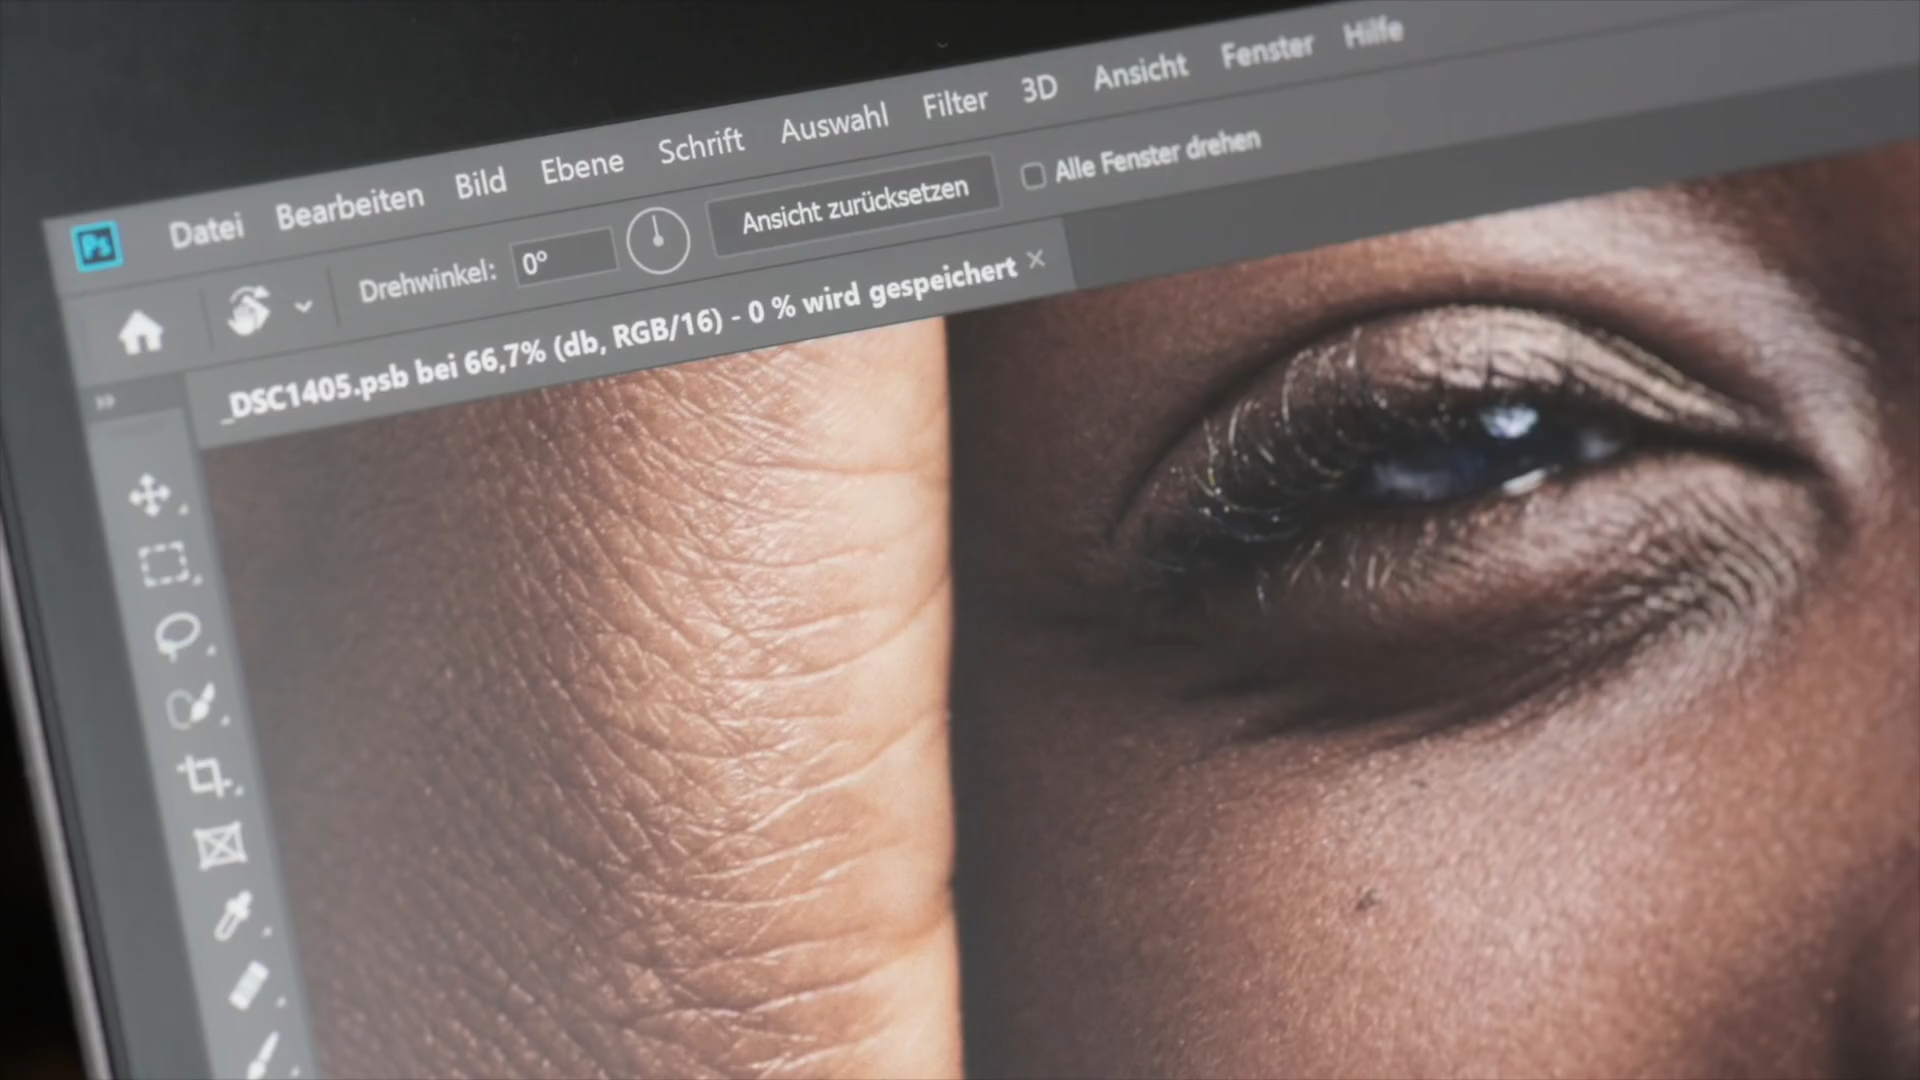 Ps Datei Bearbeiten Bild Ebene Schrift Auswahl Filter 3D Ansicht Fenster Hilfe
Drehwinkel: 0° Ansicht zurücksetzen Alle Fenster drehen
_DSC1405.psb bei 66,7% (db, RGB/16) - 0 % wird gespeichert ×